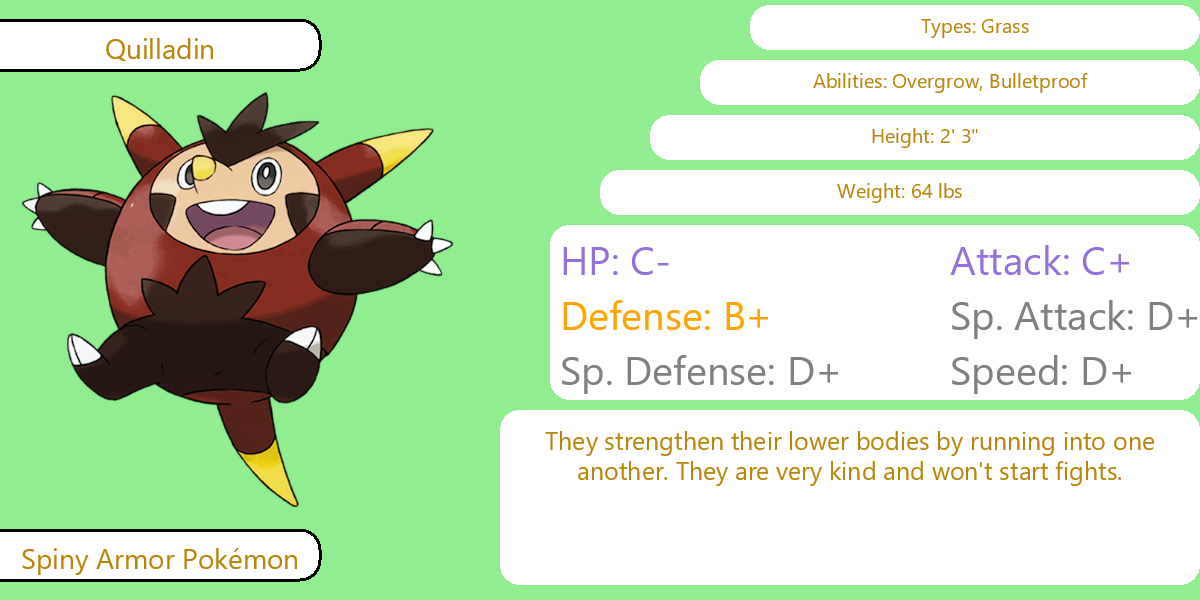 Quilladin
Types: Grass
Abilities: Overgrow, Bulletproof
Height: 2' 3"
Weight: 64 lbs
HP: C-
Attack: C+
Defense: B+
Sp. Attack: D+
Sp. Defense: D+
Speed: D+
They strengthen their lower bodies by running into one
another. They are very kind and won't start fights.
Spiny Armor Pokémon